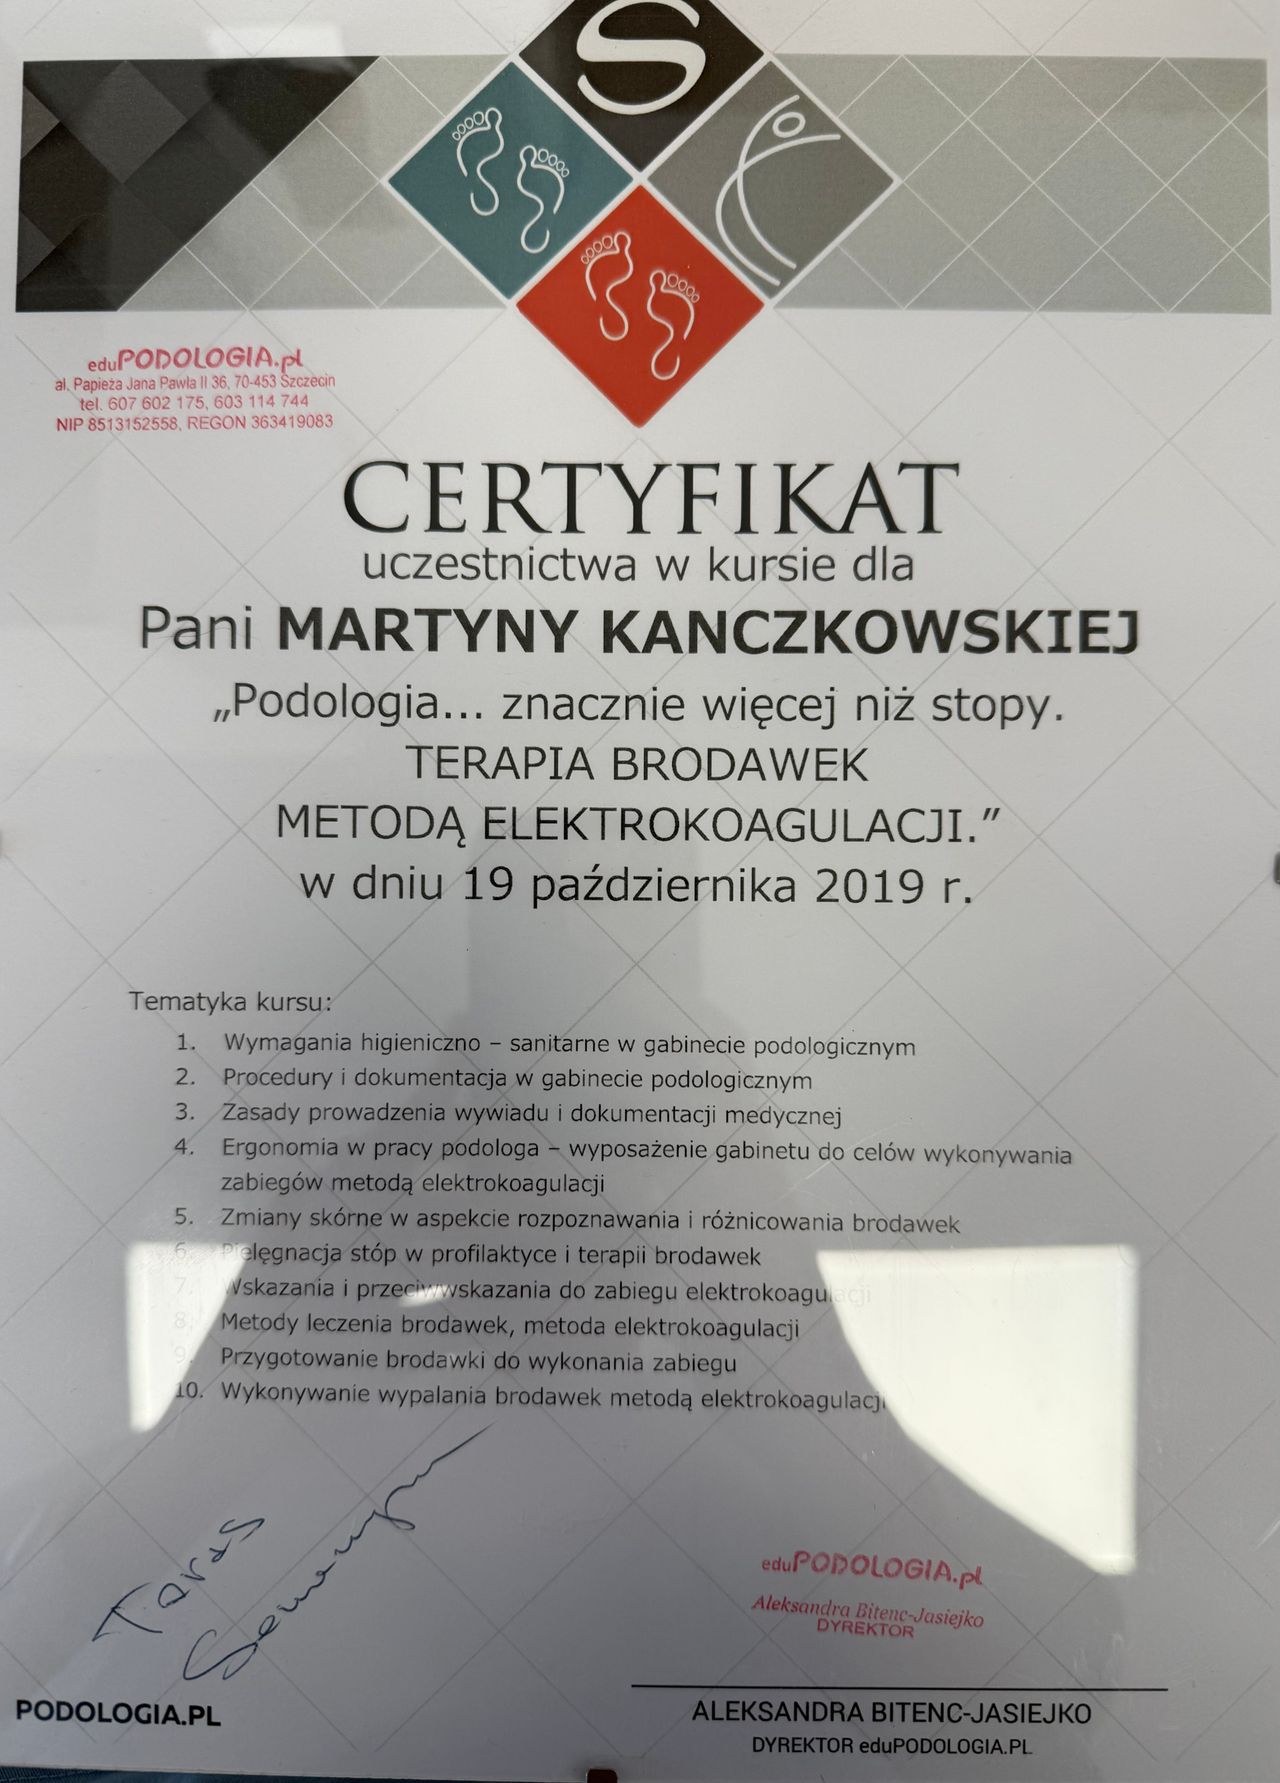 S
eduPODOLOGIA.pl
al. Papieża Jana Pawła II 36, 70-453 Szczecin
tel. 607 602 175, 603 114 744
NIP 8513152558, REGON 363419083
CERTYFIKAT
uczestnictwa w kursie dla
Pani MARTYNY KANCZKOWSKIEJ
„Podologia... znacznie więcej niż stopy.
TERAPIA BRODAWEK
METODĄ ELEKTROKOAGULACJI.”
w dniu 19 października 2019 r.
Tematyka kursu:
1. Wymagania higieniczno – sanitarne w gabinecie podologicznym
2. Procedury i dokumentacja w gabinecie podologicznym
3. Zasady prowadzenia wywiadu i dokumentacji medycznej
4. Ergonomia w pracy podologa – wyposażenie gabinetu do celów wykonywania
zabiegów metodą elektrokoagulacji
5. Zmiany skórne w aspekcie rozpoznawania i różnicowania brodawek
6. Pielęgnacja stóp w profilaktyce i terapii brodawek
7. Wskazania i przeciwwskazania do zabiegu elektrokoagulacji
8. Metody leczenia brodawek, metoda elektrokoagulacji
9. Przygotowanie brodawki do wykonania zabiegu
10. Wykonywanie wypalania brodawek metodą elektrokoagulacji
Taras
eduPODOLOGIA.pl
Aleksandra Bitenc-Jasiejko
DYREKTOR
PODOLOGIA.PL
ALEKSANDRA BITENC-JASIEJKO
DYREKTOR eduPODOLOGIA.PL